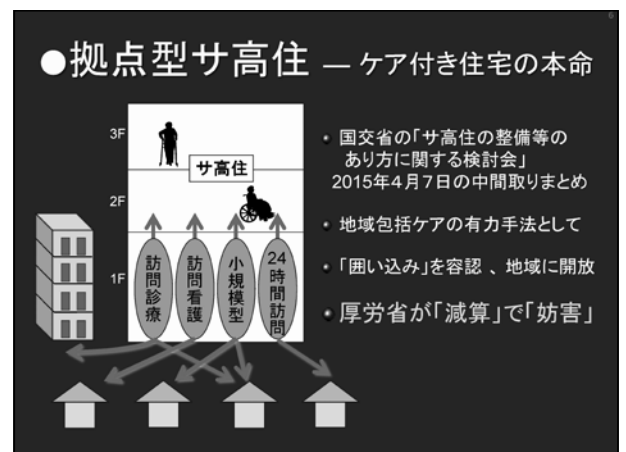 6
●拠点型サ高住 ― ケア付き住宅の本命
3F
サ高住
2F
1F
訪問診療
訪問看護
小規模型
24時間訪問
国交省の「サ高住の整備等の
あり方に関する検討会」
2015年4月7日の中間取りまとめ
地域包括ケアの有力手法として
「囲い込み」を容認 、地域に開放
厚労省が「減算」で「妨害」